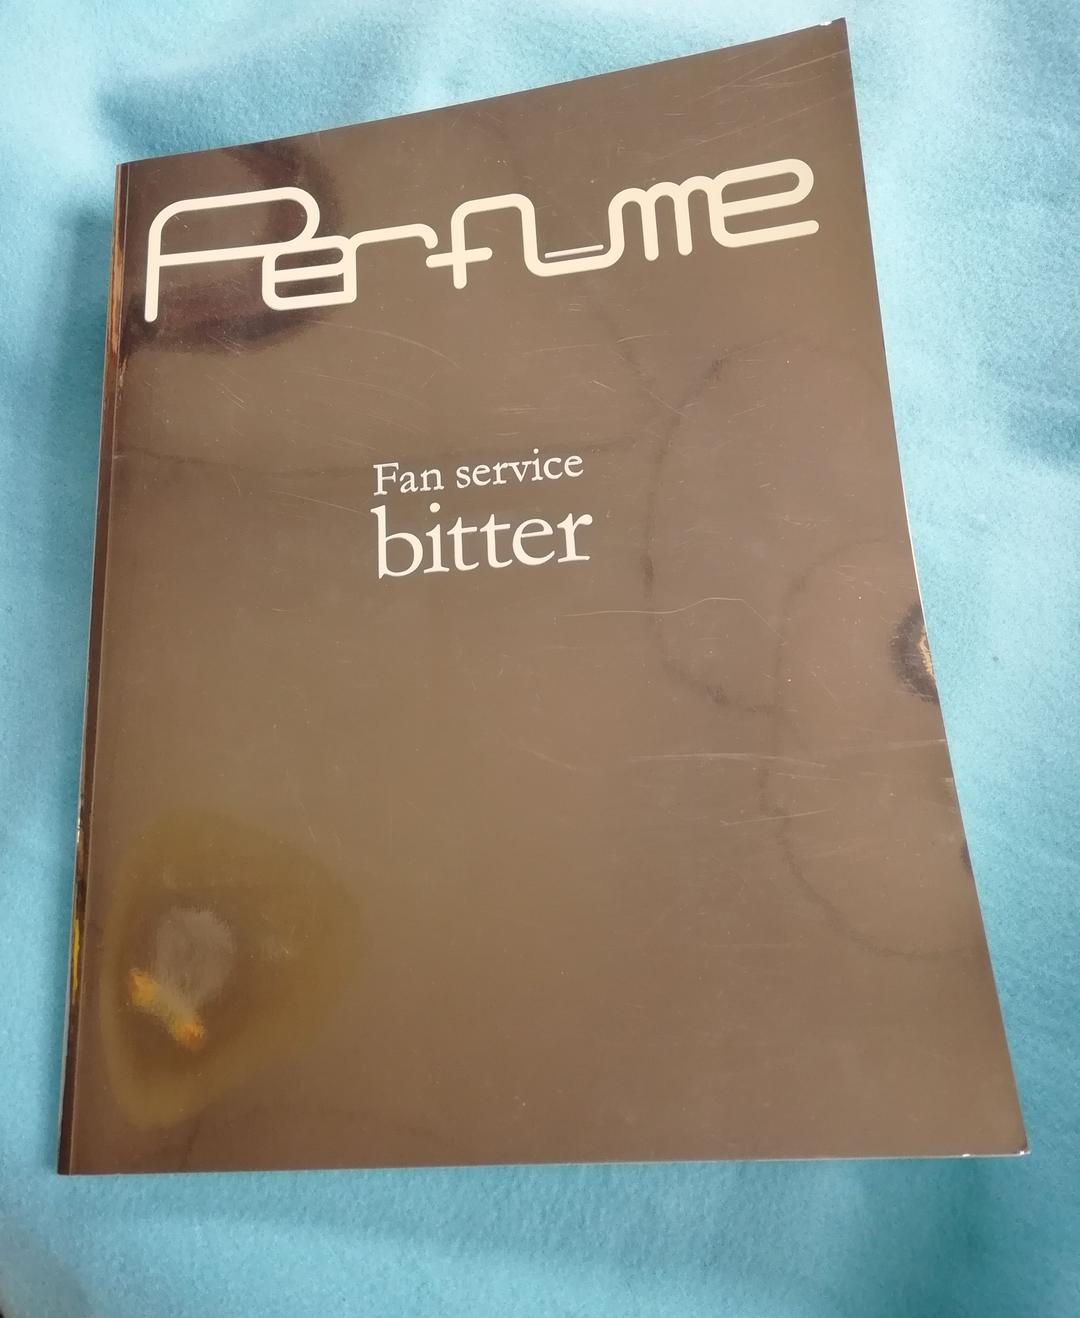 Perfume
Fan service
bitter